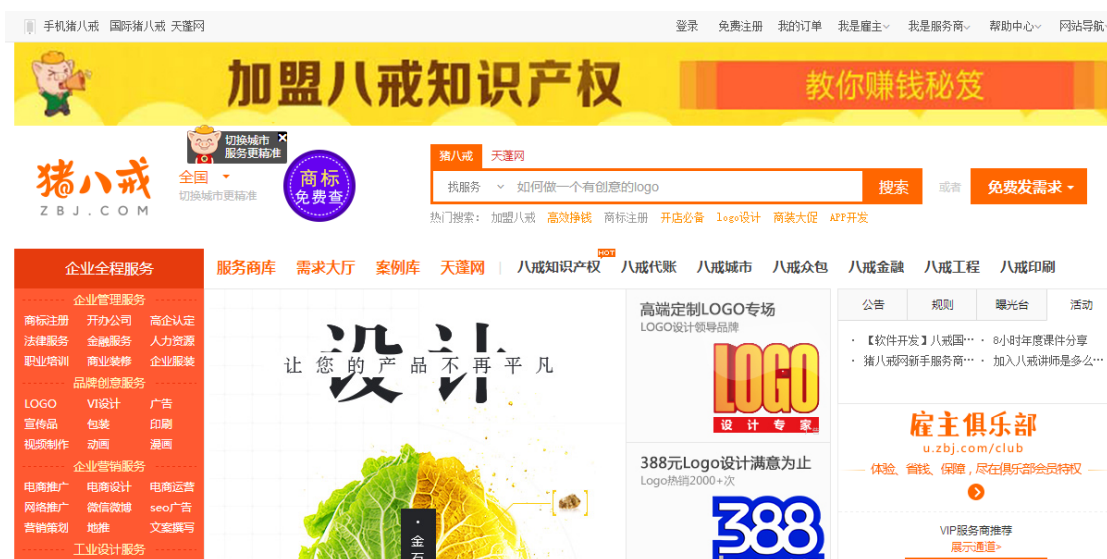 手机猪八戒 国际猪八戒 天蓬网
登录 免费注册 我的订单 我是雇主 我是服务商 帮助中心 网站导航
加盟八戒知识产权 教你赚钱秘笈
切换城市
服务更精准
猪八戒
ZBJ.COM
全国
切换城市更精准
商标
免费查
猪八戒 天蓬网
找服务 如何做一个有创意的logo 搜索 或者 免费发需求
热门搜索: 加盟八戒 高效挣钱 商标注册 开店必备 logo设计 商装大促 APP开发
HOT
企业全程服务 服务商库 需求大厅 案例库 天蓬网 八戒知识产权 八戒代账 八戒城市 八戒众包 八戒金融 八戒工程 八戒印刷
企业管理服务
商标注册 开办公司 高企认定
法律服务 金融服务 人力资源
职业培训 商业装修 企业服装
品牌创意服务
LOGO VI设计 广告
宣传品 包装 印刷
视频制作 动画 漫画
企业营销服务
电商推广 电商设计 电商运营
网络推广 微信微博 seo广告
营销策划 地推 文案撰写
工业设计服务
设计
让您的产品不再平凡
金
高端定制LOGO专场
LOGO设计领导品牌
LOGO
设计专家
388元Logo设计满意为止
Logo热销2000+次
388
公告 规则 曝光台 活动
· 【软件开发】八戒国… · 8小时年度课件分享
· 猪八戒网新手服务商… · 加入八戒讲师是多么…
雇主俱乐部
u.zbj.com/club
体验、省钱、保障,尽在俱乐部会员特权
VIP服务商推荐
展示通道>